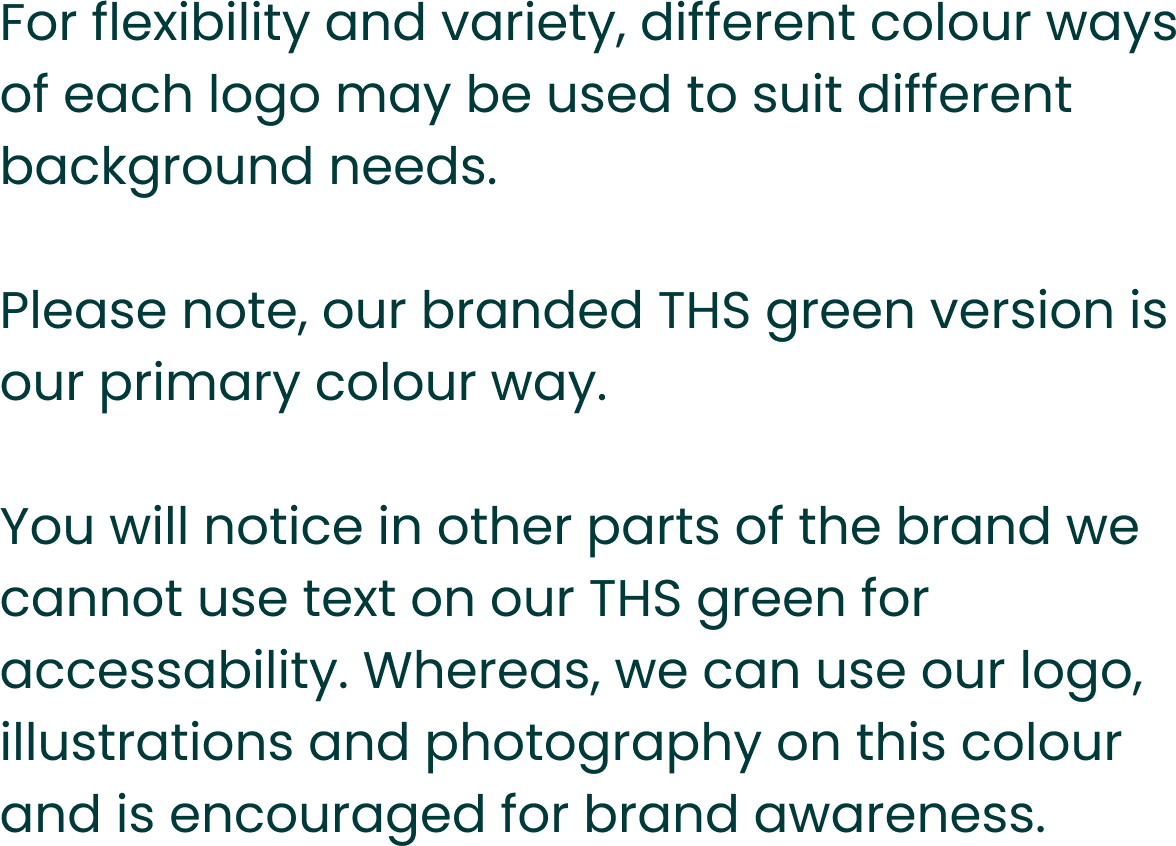 For flexibility and variety, different colour ways
of each logo may be used to suit different
background needs.
Please note, our branded THS green version is
our primary colour way.
You will notice in other parts of the brand we
cannot use text on our THS green for
accessability. Whereas, we can use our logo,
illustrations and photography on this colour
and is encouraged for brand awareness.